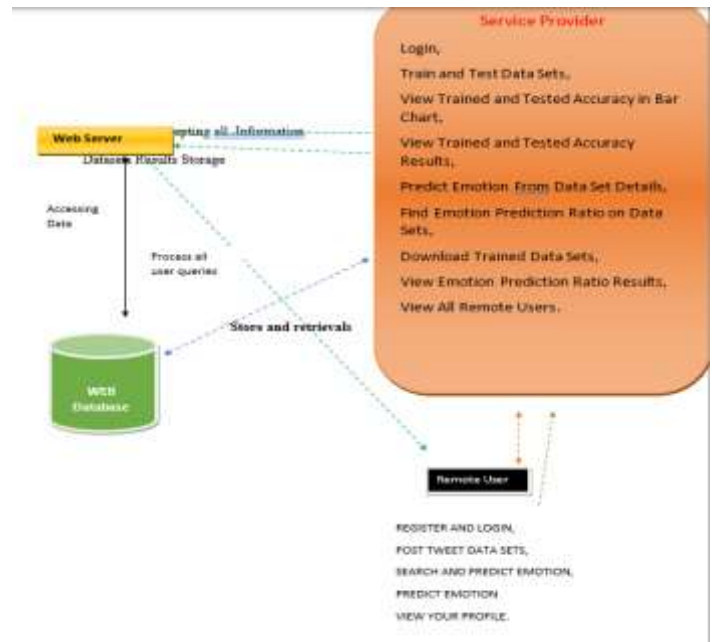 Service Provider
Login,
Train and Test Data Sets,
View Trained and Tested Accuracy in Bar
Chart,
View Trained and Tested Accuracy
Results,
Predict Emotion From Data Set Details,
Find Emotion Prediction Ratio on Data
Sets,
Download Trained Data Sets,
View Emotion Prediction Ratio Results,
View All Remote Users.
Web Server
all Information
Datasets Results Storage
Accessing
Data
Process all
user queries
Store and retrievals
WEB
Database
Remote User
REGISTER AND LOGIN,
POST TWEET DATA SETS,
SEARCH AND PREDICT EMOTION,
PREDICT EMOTION
VIEW YOUR PROFILE.